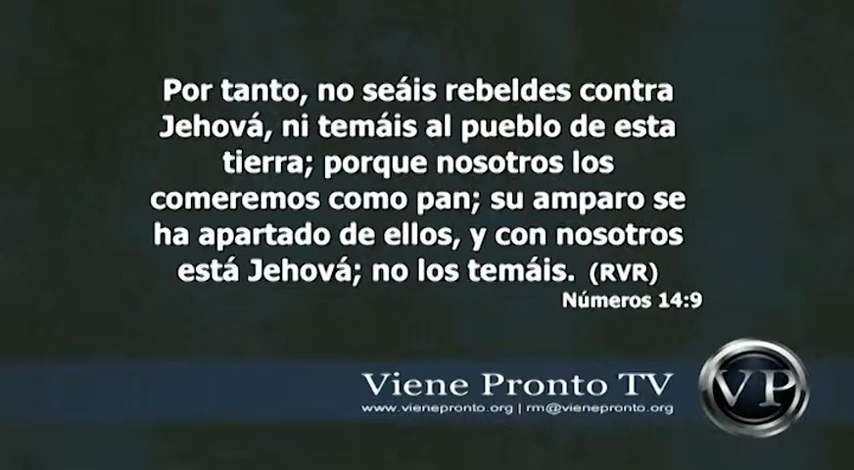 Por tanto, no seáis rebeldes contra
Jehová, ni temáis al pueblo de esta
tierra; porque nosotros los
comeremos como pan; su amparo se
ha apartado de ellos, y con nosotros
está Jehová; no los temáis. (RVR)
Números 14:9
Viene Pronto TV
www.vienepronto.org | rm@vienepronto.org
VP